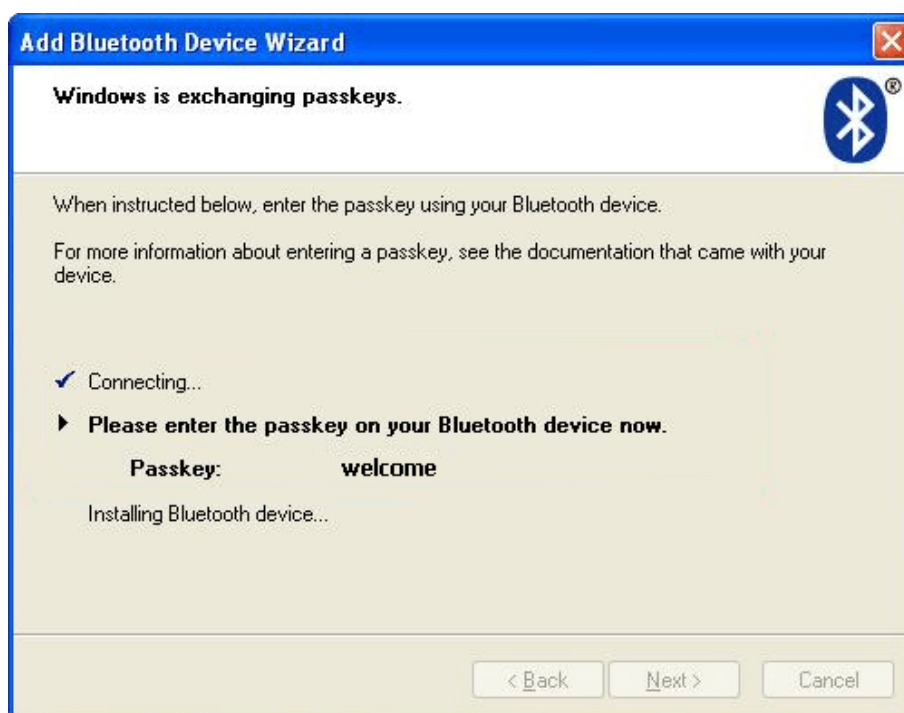 Add Bluetooth Device Wizard
Windows is exchanging passkeys.
®
When instructed below, enter the passkey using your Bluetooth device.
For more information about entering a passkey, see the documentation that came with your
device.
Connecting...
Please enter the passkey on your Bluetooth device now.
Passkey: welcome
Installing Bluetooth device...
< Back Next > Cancel